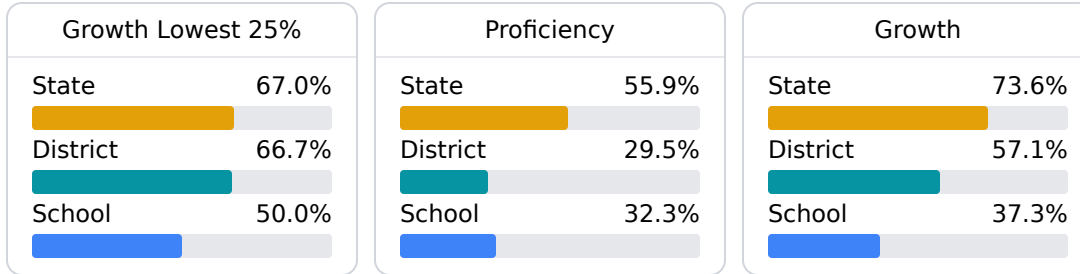 Growth Lowest 25%
State 67.0%
District 66.7%
School 50.0%
Proficiency
State 55.9%
District 29.5%
School 32.3%
Growth
State 73.6%
District 57.1%
School 37.3%